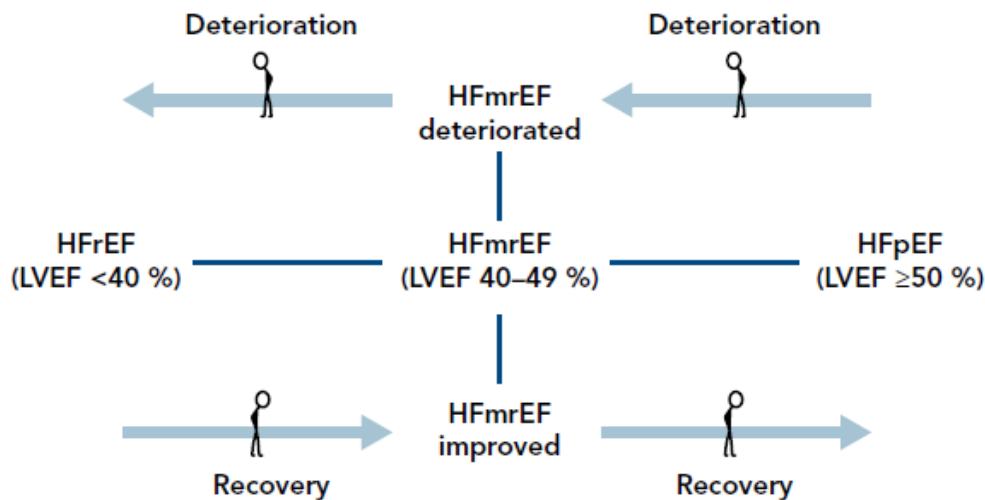 Deterioration
Deterioration
HFmrEF
deteriorated
HFrEF
(LVEF <40 %)
HFmrEF
(LVEF 40–49 %)
HFpEF
(LVEF ≥50 %)
HFmrEF
improved
Recovery
Recovery